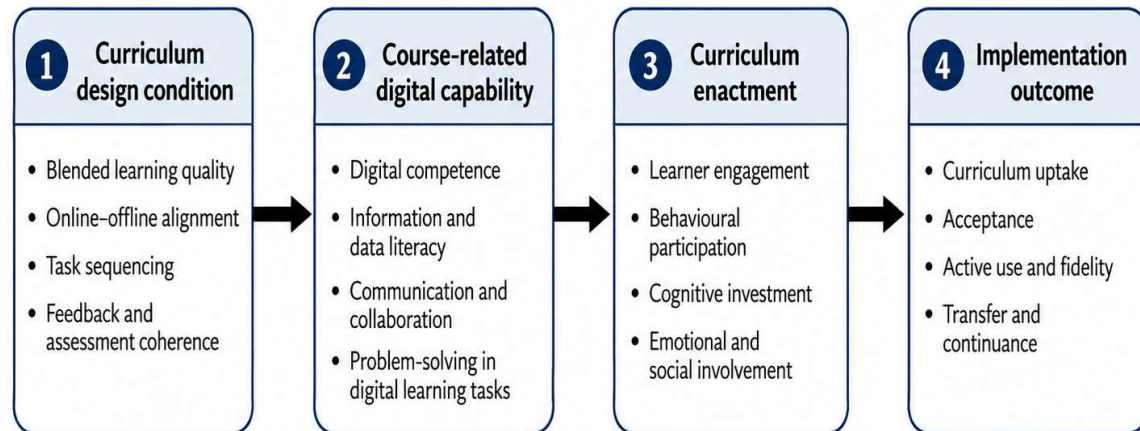 1
Curriculum
design condition
• Blended learning quality
• Online–offline alignment
• Task sequencing
• Feedback and
assessment coherence
2
Course-related
digital capability
• Digital competence
• Information and
data literacy
• Communication and
collaboration
• Problem-solving in
digital learning tasks
3
Curriculum
enactment
• Learner engagement
• Behavioural
participation
• Cognitive investment
• Emotional and
social involvement
4
Implementation
outcome
• Curriculum uptake
• Acceptance
• Active use and fidelity
• Transfer and
continuance